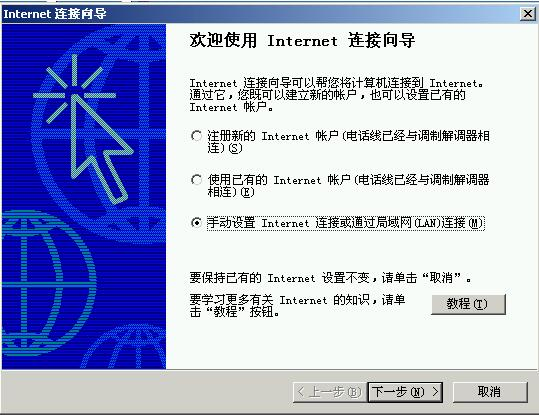 Internet 连接向导
欢迎使用 Internet 连接向导
Internet 连接向导可以帮您将计算机连接到 Internet。
通过它，您既可以建立新的帐户，也可以设置已有的
Internet 帐户。
注册新的 Internet 帐户(电话线已经与调制解调器相
连)(S)
使用已有的 Internet 帐户(电话线已经与调制解调器
相连)(E)
手动设置 Internet 连接或通过局域网(LAN)连接(M)
要保持已有的 Internet 设置不变，请单击“取消”。
要学习更多有关 Internet 的知识，请单
击“教程”按钮。
教程(T)
< 上一步(B)
下一步(N) >
取消